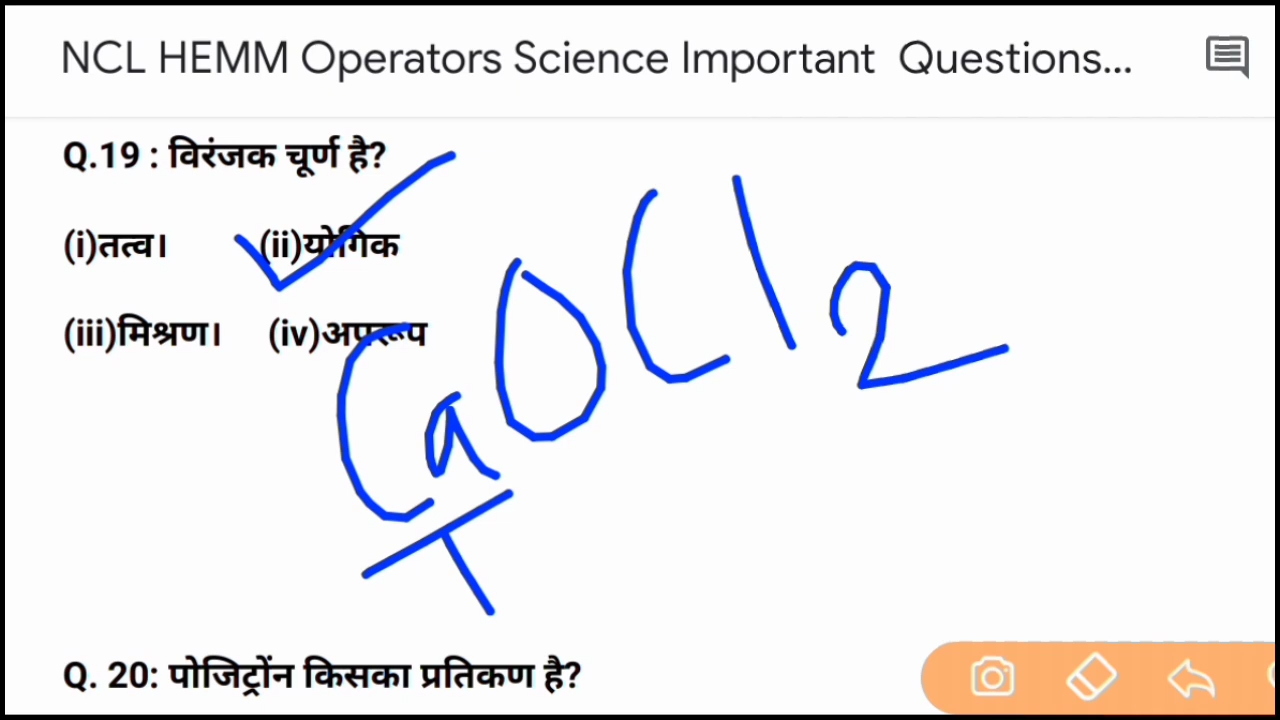 NCL HEMM Operators Science Important Questions...
Q.19 : विरंजक चूर्ण है?
(i)तत्व। (ii)योगिक
(iii)मिश्रण। (iv)अपरूप
CaOCl2
Q. 20: पोजिट्रोंन किसका प्रतिकण है?